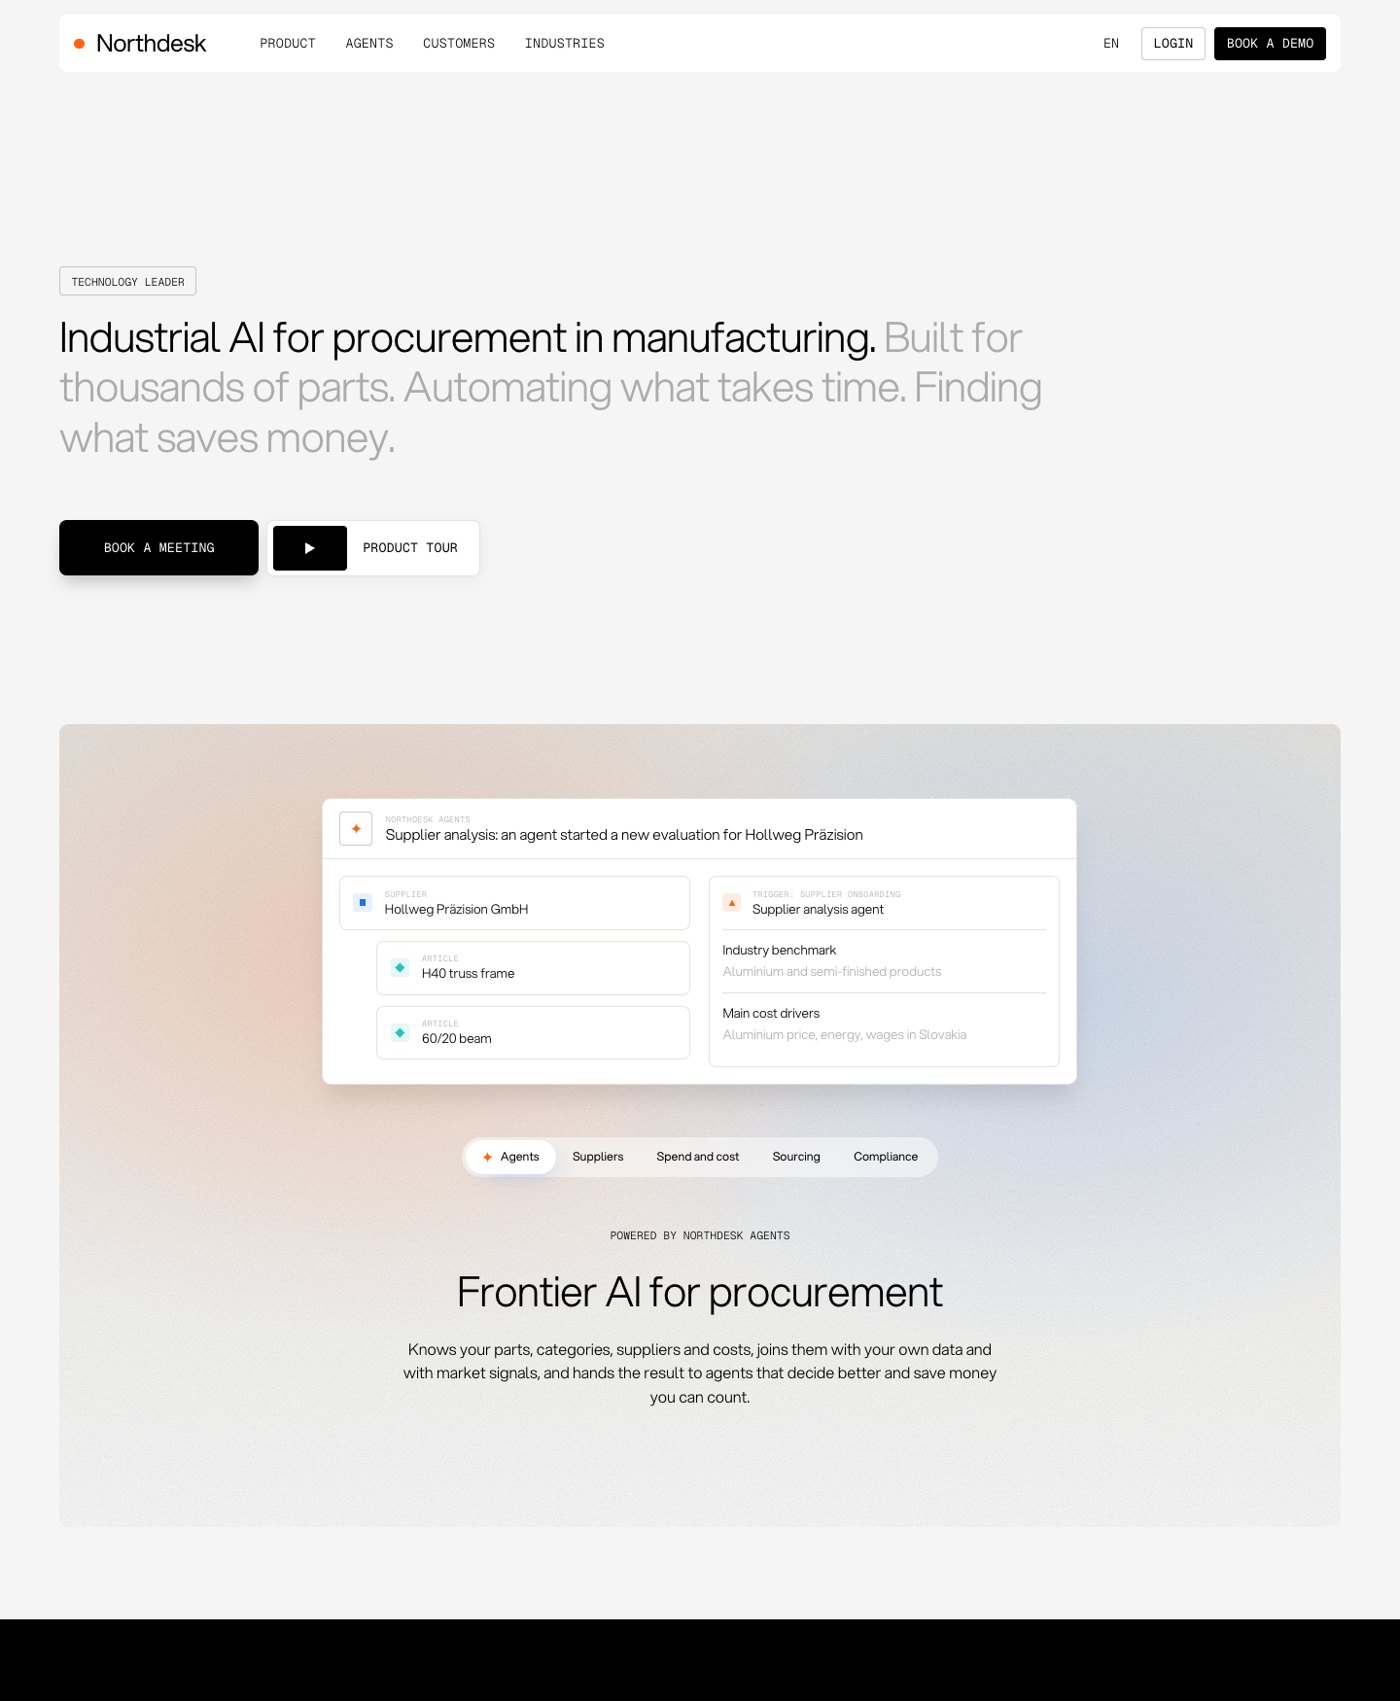 Northdesk
PRODUCT
AGENTS
CUSTOMERS
INDUSTRIES
EN
LOGIN
BOOK A DEMO
TECHNOLOGY LEADER
Industrial AI for procurement in manufacturing. Built for
thousands of parts. Automating what takes time. Finding
what saves money.
BOOK A MEETING
PRODUCT TOUR
NORTHDESK AGENTS
Supplier analysis: an agent started a new evaluation for Hollweg Präzision
SUPPLIER
Hollweg Präzision GmbH
ARTICLE
H40 truss frame
ARTICLE
60/20 beam
TRIGGER: SUPPLIER ONBOARDING
Supplier analysis agent
Industry benchmark
Aluminium and semi-finished products
Main cost drivers
Aluminium price, energy, wages in Slovakia
Agents
Suppliers
Spend and cost
Sourcing
Compliance
POWERED BY NORTHDESK AGENTS
Frontier AI for procurement
Knows your parts, categories, suppliers and costs, joins them with your own data and
with market signals, and hands the result to agents that decide better and save money
you can count.